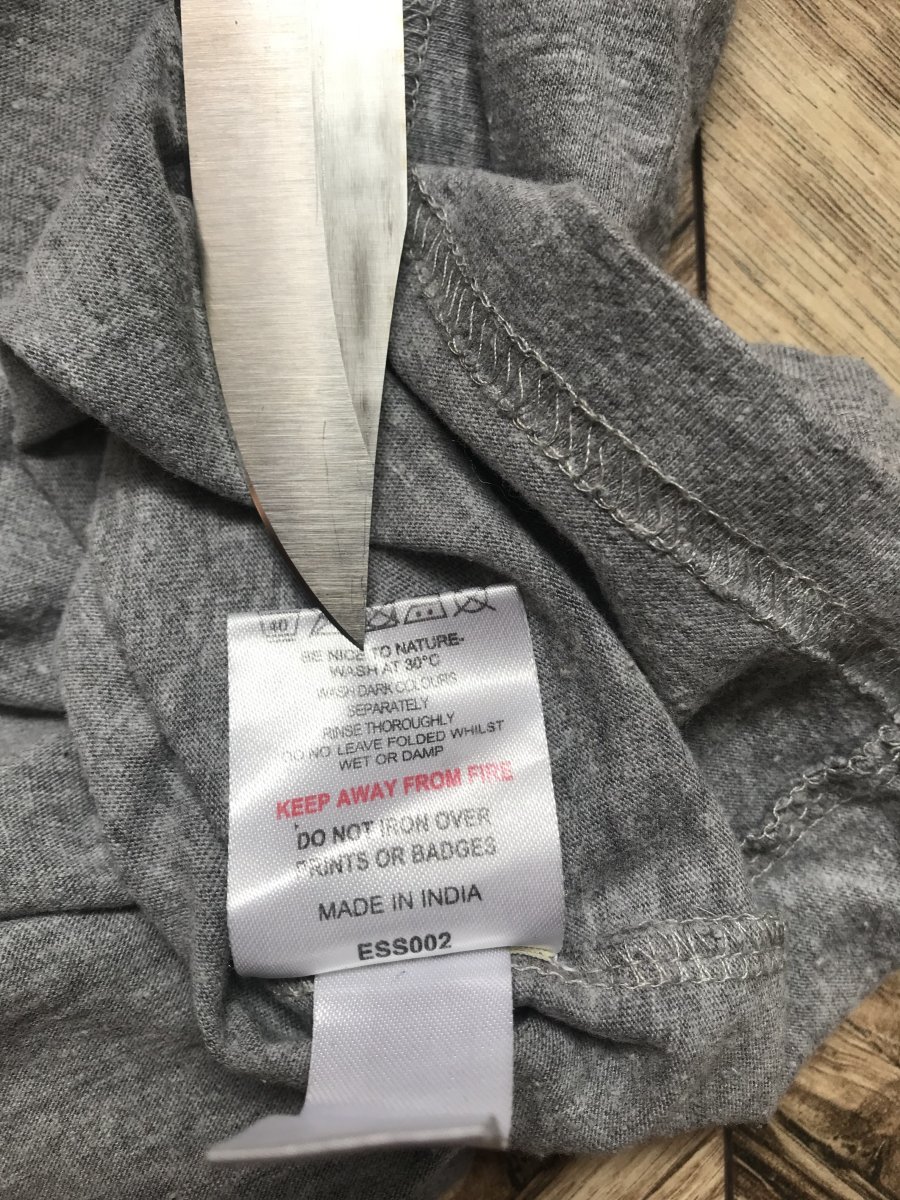 40
BE NICE TO NATURE-
WASH AT 30°C
WASH DARK COLOURS
SEPARATELY
RINSE THOROUGHLY
DO NOT LEAVE FOLDED WHILST
WET OR DAMP
KEEP AWAY FROM FIRE
DO NOT IRON OVER
PRINTS OR BADGES
MADE IN INDIA
ESS002